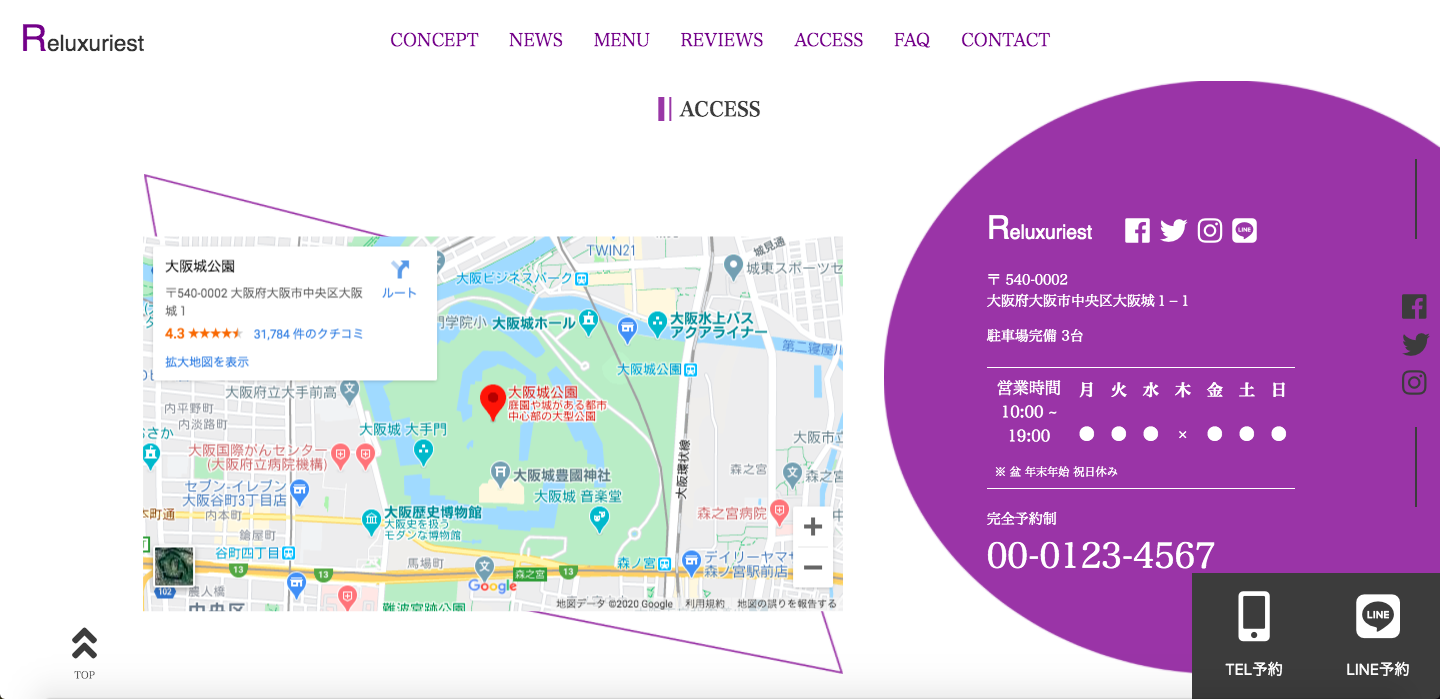 Reluxuriest
CONCEPT NEWS MENU REVIEWS ACCESS FAQ CONTACT
ACCESS
大阪城公園
〒540-0002 大阪府大阪市中央区大阪
城 1
ルート
4.3 31,784 件のクチコミ
拡大地図を表示
TWIN21
城見通
城東スポーツセ
大阪ビジネスパーク
門学院小
大阪城ホール
大阪水上バス
アクアライナー
第二寝屋川
大阪城公園
大阪府立大手前高
内平野町
内淡路町
大阪城公園
庭園や城がある都市
中心部の大型公園
おさか
大阪城 大手門
大阪国際がんセンター
(大阪府立病院機構)
大阪環状線
大阪市立
森之宮
森ノ宮
大阪城豊國神社
セブン-イレブン
大阪谷町3丁目店
大阪城 音楽堂
本町通
内本町
大阪歴史博物館
大阪史を扱う
モダンな博物館
森之宮病院
鎗屋町
谷町四丁目
馬場町
森ノ宮
デイリーヤマザ
森ノ宮駅前店
13
13
森之宮
13
102
農人橋
Google
中央区
難波宮跡公園
地図データ ©2020 Google 利用規約 地図の誤りを報告する
TOP
Reluxuriest
LINE
〒 540-0002
大阪府大阪市中央区大阪城 1 – 1
駐車場完備 3台
営業時間 月 火 水 木 金 土 日
10:00 ~
19:00 ● ● ● × ● ● ●
※ 盆 年末年始 祝日休み
完全予約制
00-0123-4567
TEL予約
LINE
LINE予約